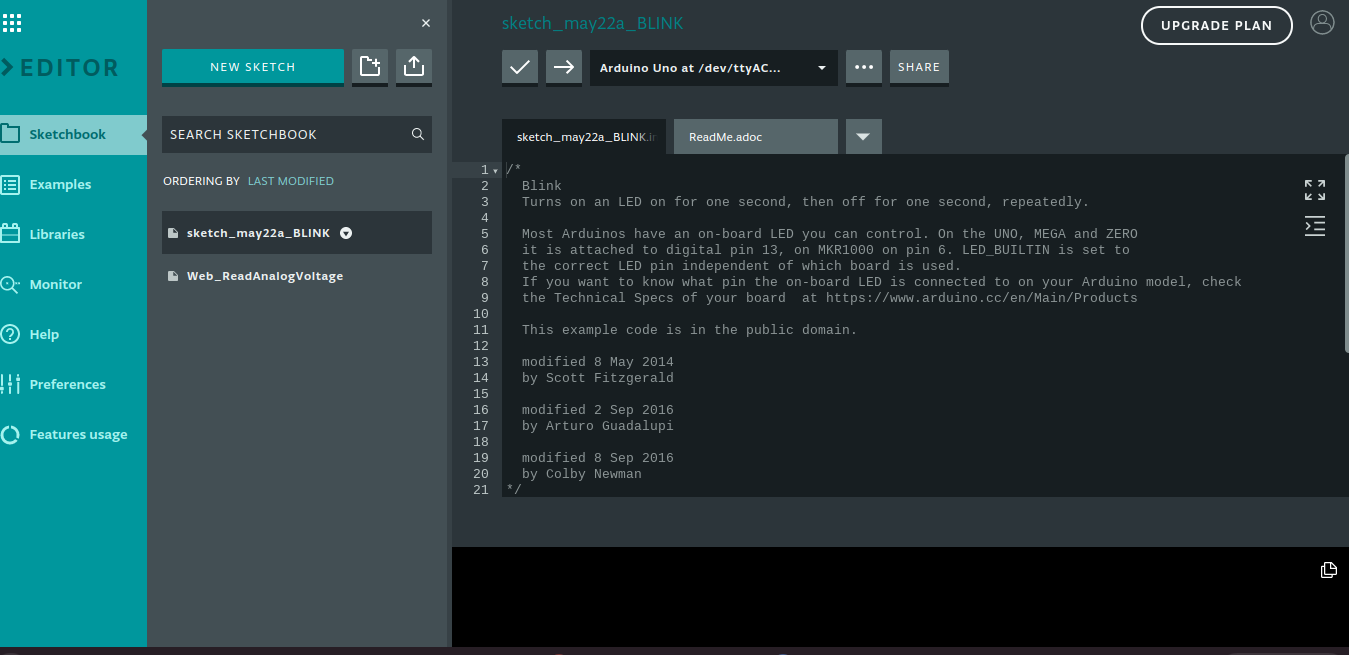 EDITOR
Sketchbook
Examples
Libraries
Monitor
Help
Preferences
Features usage
NEW SKETCH
SEARCH SKETCHBOOK
ORDERING BY LAST MODIFIED
sketch_may22a_BLINK
Web_ReadAnalogVoltage
sketch_may22a_BLINK
UPGRADE PLAN
Arduino Uno at /dev/ttyAC...
SHARE
sketch_may22a_BLINK.in
ReadMe.adoc
1 /*
2 Blink
3 Turns on an LED on for one second, then off for one second, repeatedly.
4
5 Most Arduinos have an on-board LED you can control. On the UNO, MEGA and ZERO
6 it is attached to digital pin 13, on MKR1000 on pin 6. LED_BUILTIN is set to
7 the correct LED pin independent of which board is used.
8 If you want to know what pin the on-board LED is connected to on your Arduino model, check
9 the Technical Specs of your board  at https://www.arduino.cc/en/Main/Products
10
11 This example code is in the public domain.
12
13 modified 8 May 2014
14 by Scott Fitzgerald
15
16 modified 2 Sep 2016
17 by Arturo Guadalupi
18
19 modified 8 Sep 2016
20 by Colby Newman
21 */